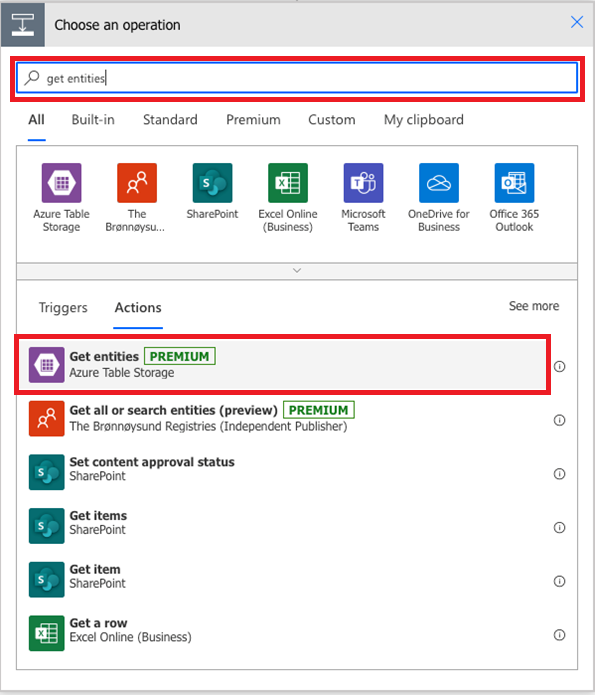 Choose an operation
get entities
All Built-in Standard Premium Custom My clipboard
Azure Table Storage
The Brønnøysu...
SharePoint
Excel Online (Business)
Microsoft Teams
OneDrive for Business
Office 365 Outlook
Triggers Actions See more
Get entities PREMIUM
Azure Table Storage
Get all or search entities (preview) PREMIUM
The Brønnøysund Registries (Independent Publisher)
Set content approval status
SharePoint
Get items
SharePoint
Get item
SharePoint
Get a row
Excel Online (Business)